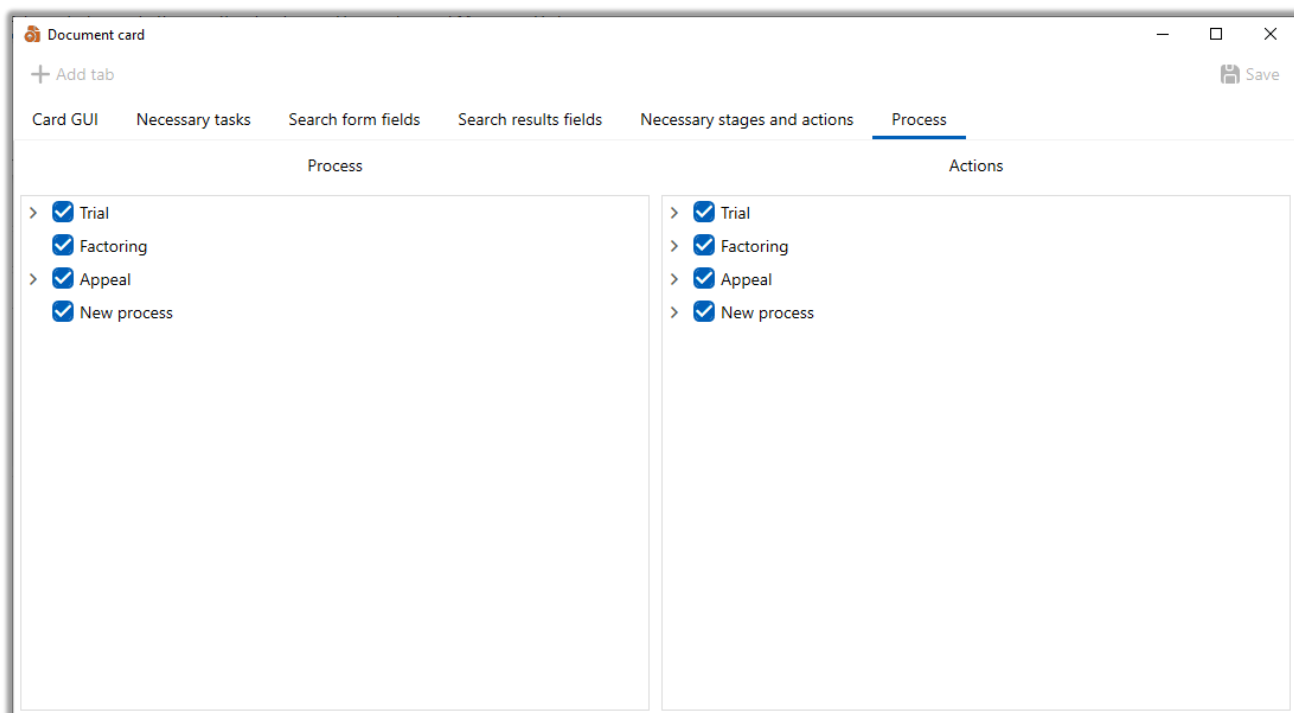 Document card
Add tab Save
Card GUI Necessary tasks Search form fields Search results fields Necessary stages and actions Process
Process Actions
Trial Trial
Factoring Factoring
Appeal Appeal
New process New process